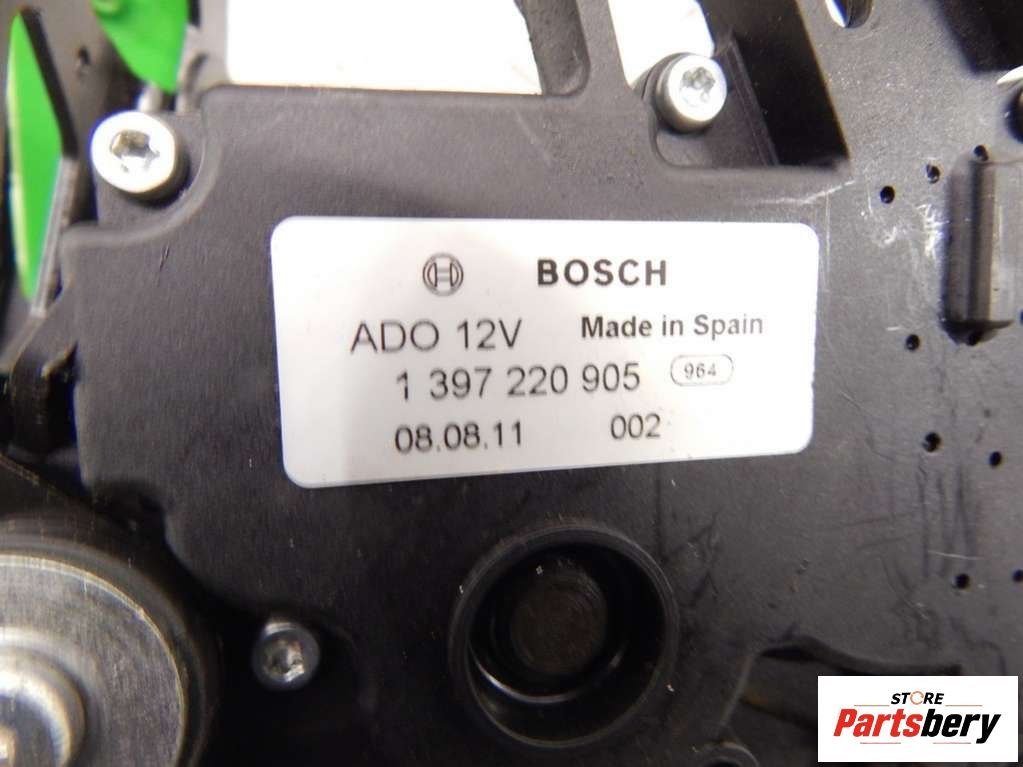 BOSCH
ADO 12V Made in Spain
1 397 220 905 964
08.08.11 002
STORE
Partsbery